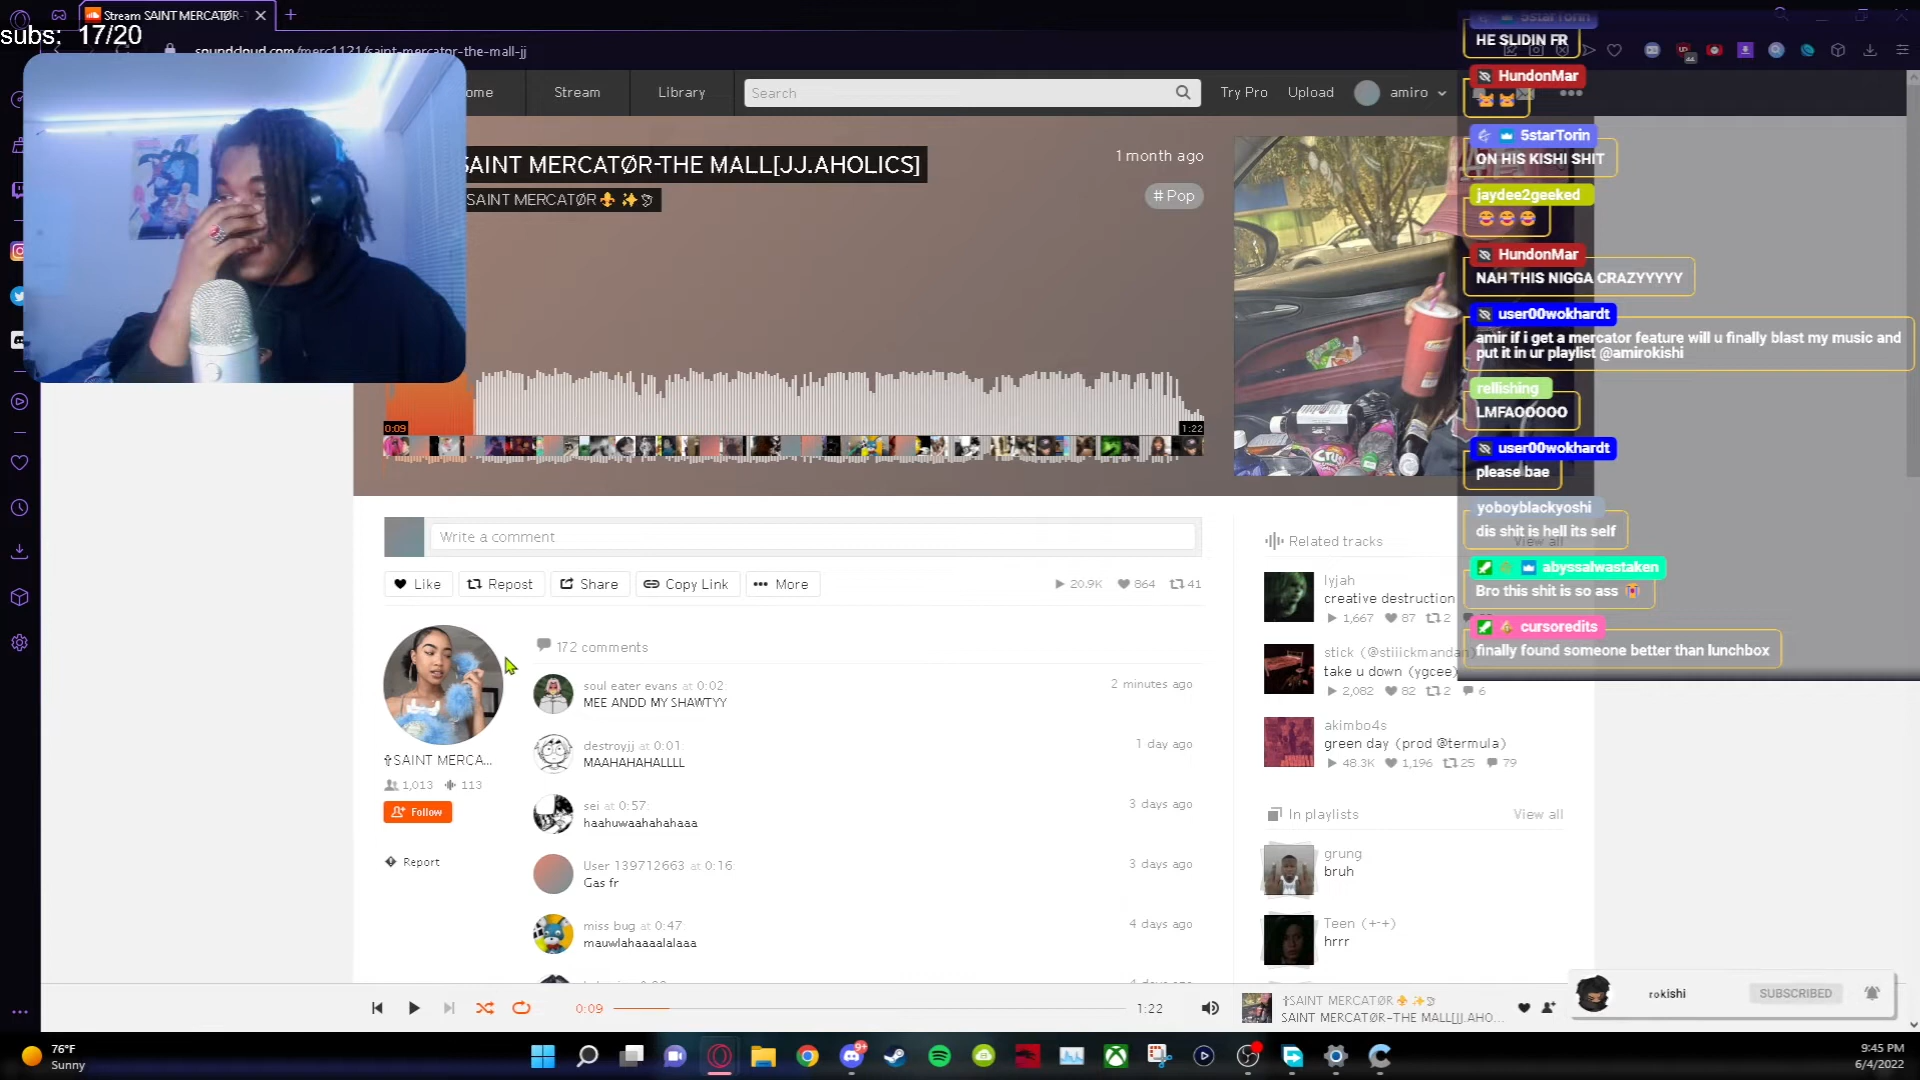 Stream SAINT MERCATØR-
subs: 17/20
soundcloud.com/merc1121/saint-mercator-the-mall-jj
ome
Stream
Library
Search
Try Pro
Upload
amiro
SAINT MERCATØR-THE MALL[JJ.AHOLICS]
SAINT MERCATØR⚜️✨🕊
1 month ago
# Pop
0:09
1:22
Write a comment
Like
Repost
Share
Copy Link
More
20.9K
864
41
172 comments
soul eater evans at 0:02:
MEE ANDD MY SHAWTYY
2 minutes ago
destroyjj at 0:01:
MAAHAHAHALLLL
1 day ago
sei at 0:57:
haahuwaahahahaaa
3 days ago
User 139712663 at 0:16:
Gas fr
3 days ago
miss bug at 0:47:
mauwlahaaaalalaaa
4 days ago
✞SAINT MERCA...
1,013
113
Follow
Report
Related tracks
View all
lyjah
creative destruction
1,667
87
2
stick (@stiiickmandan)
take u down (ygcee)
2,082
82
2
6
akimbo4s
green day (prod @termula)
48.3K
1,196
25
79
In playlists
View all
grung
bruh
Teen (+-+)
hrrr
5starTorin
HE SLIDIN FR
HundonMar
😹 😹
5starTorin
ON HIS KISHI SHIT
jaydee2geeked
😂 😂 😂
HundonMar
NAH THIS NIGGA CRAZYYYYY
user00wokhardt
amir if i get a mercator feature will u finally blast my music and
put it in ur playlist @amirokishi
rellishing
LMFAOOOOO
user00wokhardt
please bae
yoboyblackyoshi
dis shit is hell its self
abyssalwastaken
Bro this shit is so ass 😭
cursoredits
finally found someone better than lunchbox
0:09
1:22
✞SAINT MERCATØR⚜️✨🕊
SAINT MERCATØR-THE MALL[JJ.AHO...
rokishi
SUBSCRIBED
76°F
Sunny
9+
9:45 PM
6/4/2022